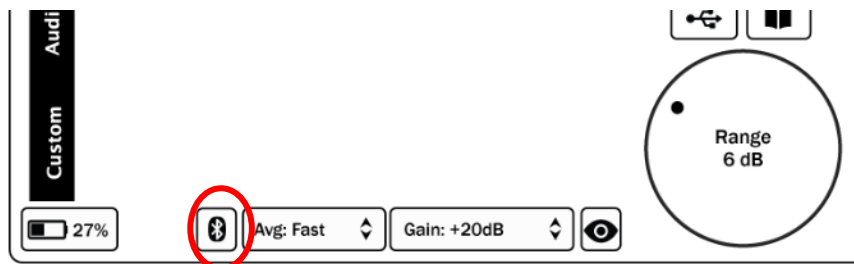 Audi
Custom
27%
Avg: Fast
Gain: +20dB
Range
6 dB